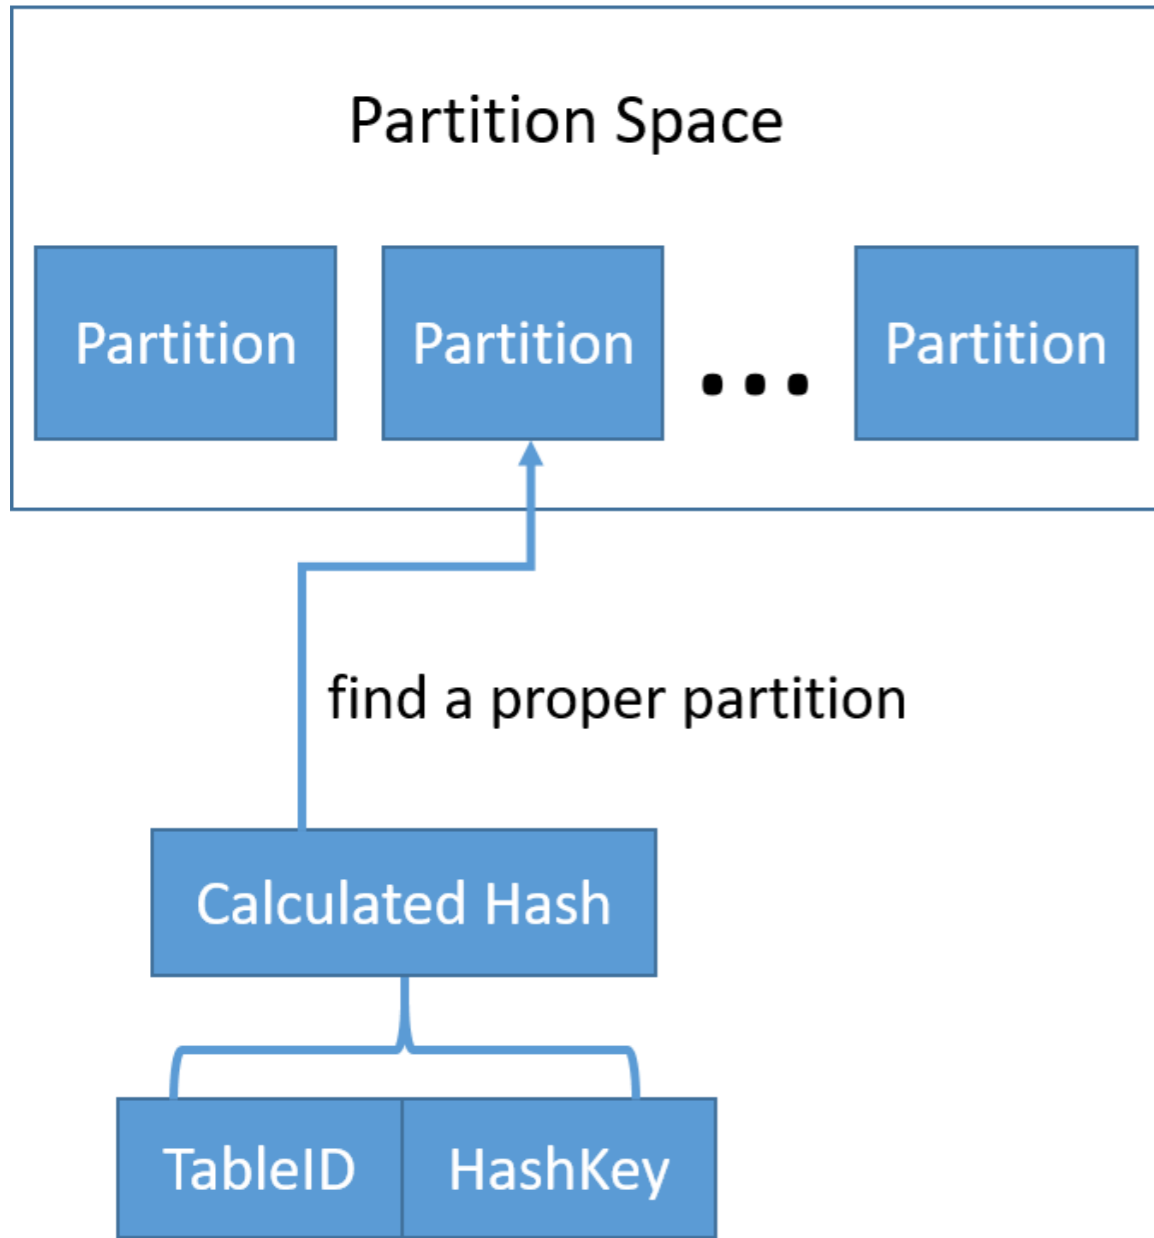 Partition Space
Partition Partition ... Partition
find a proper partition
Calculated Hash
TableID HashKey